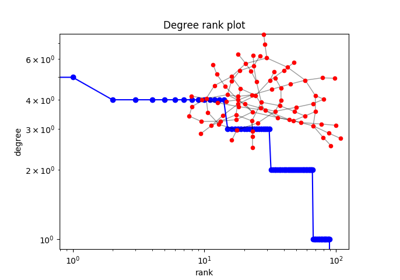 Degree rank plot
6 × 10⁰
4 × 10⁰
3 × 10⁰
2 × 10⁰
10⁰
degree
10⁰
10¹
10²
rank